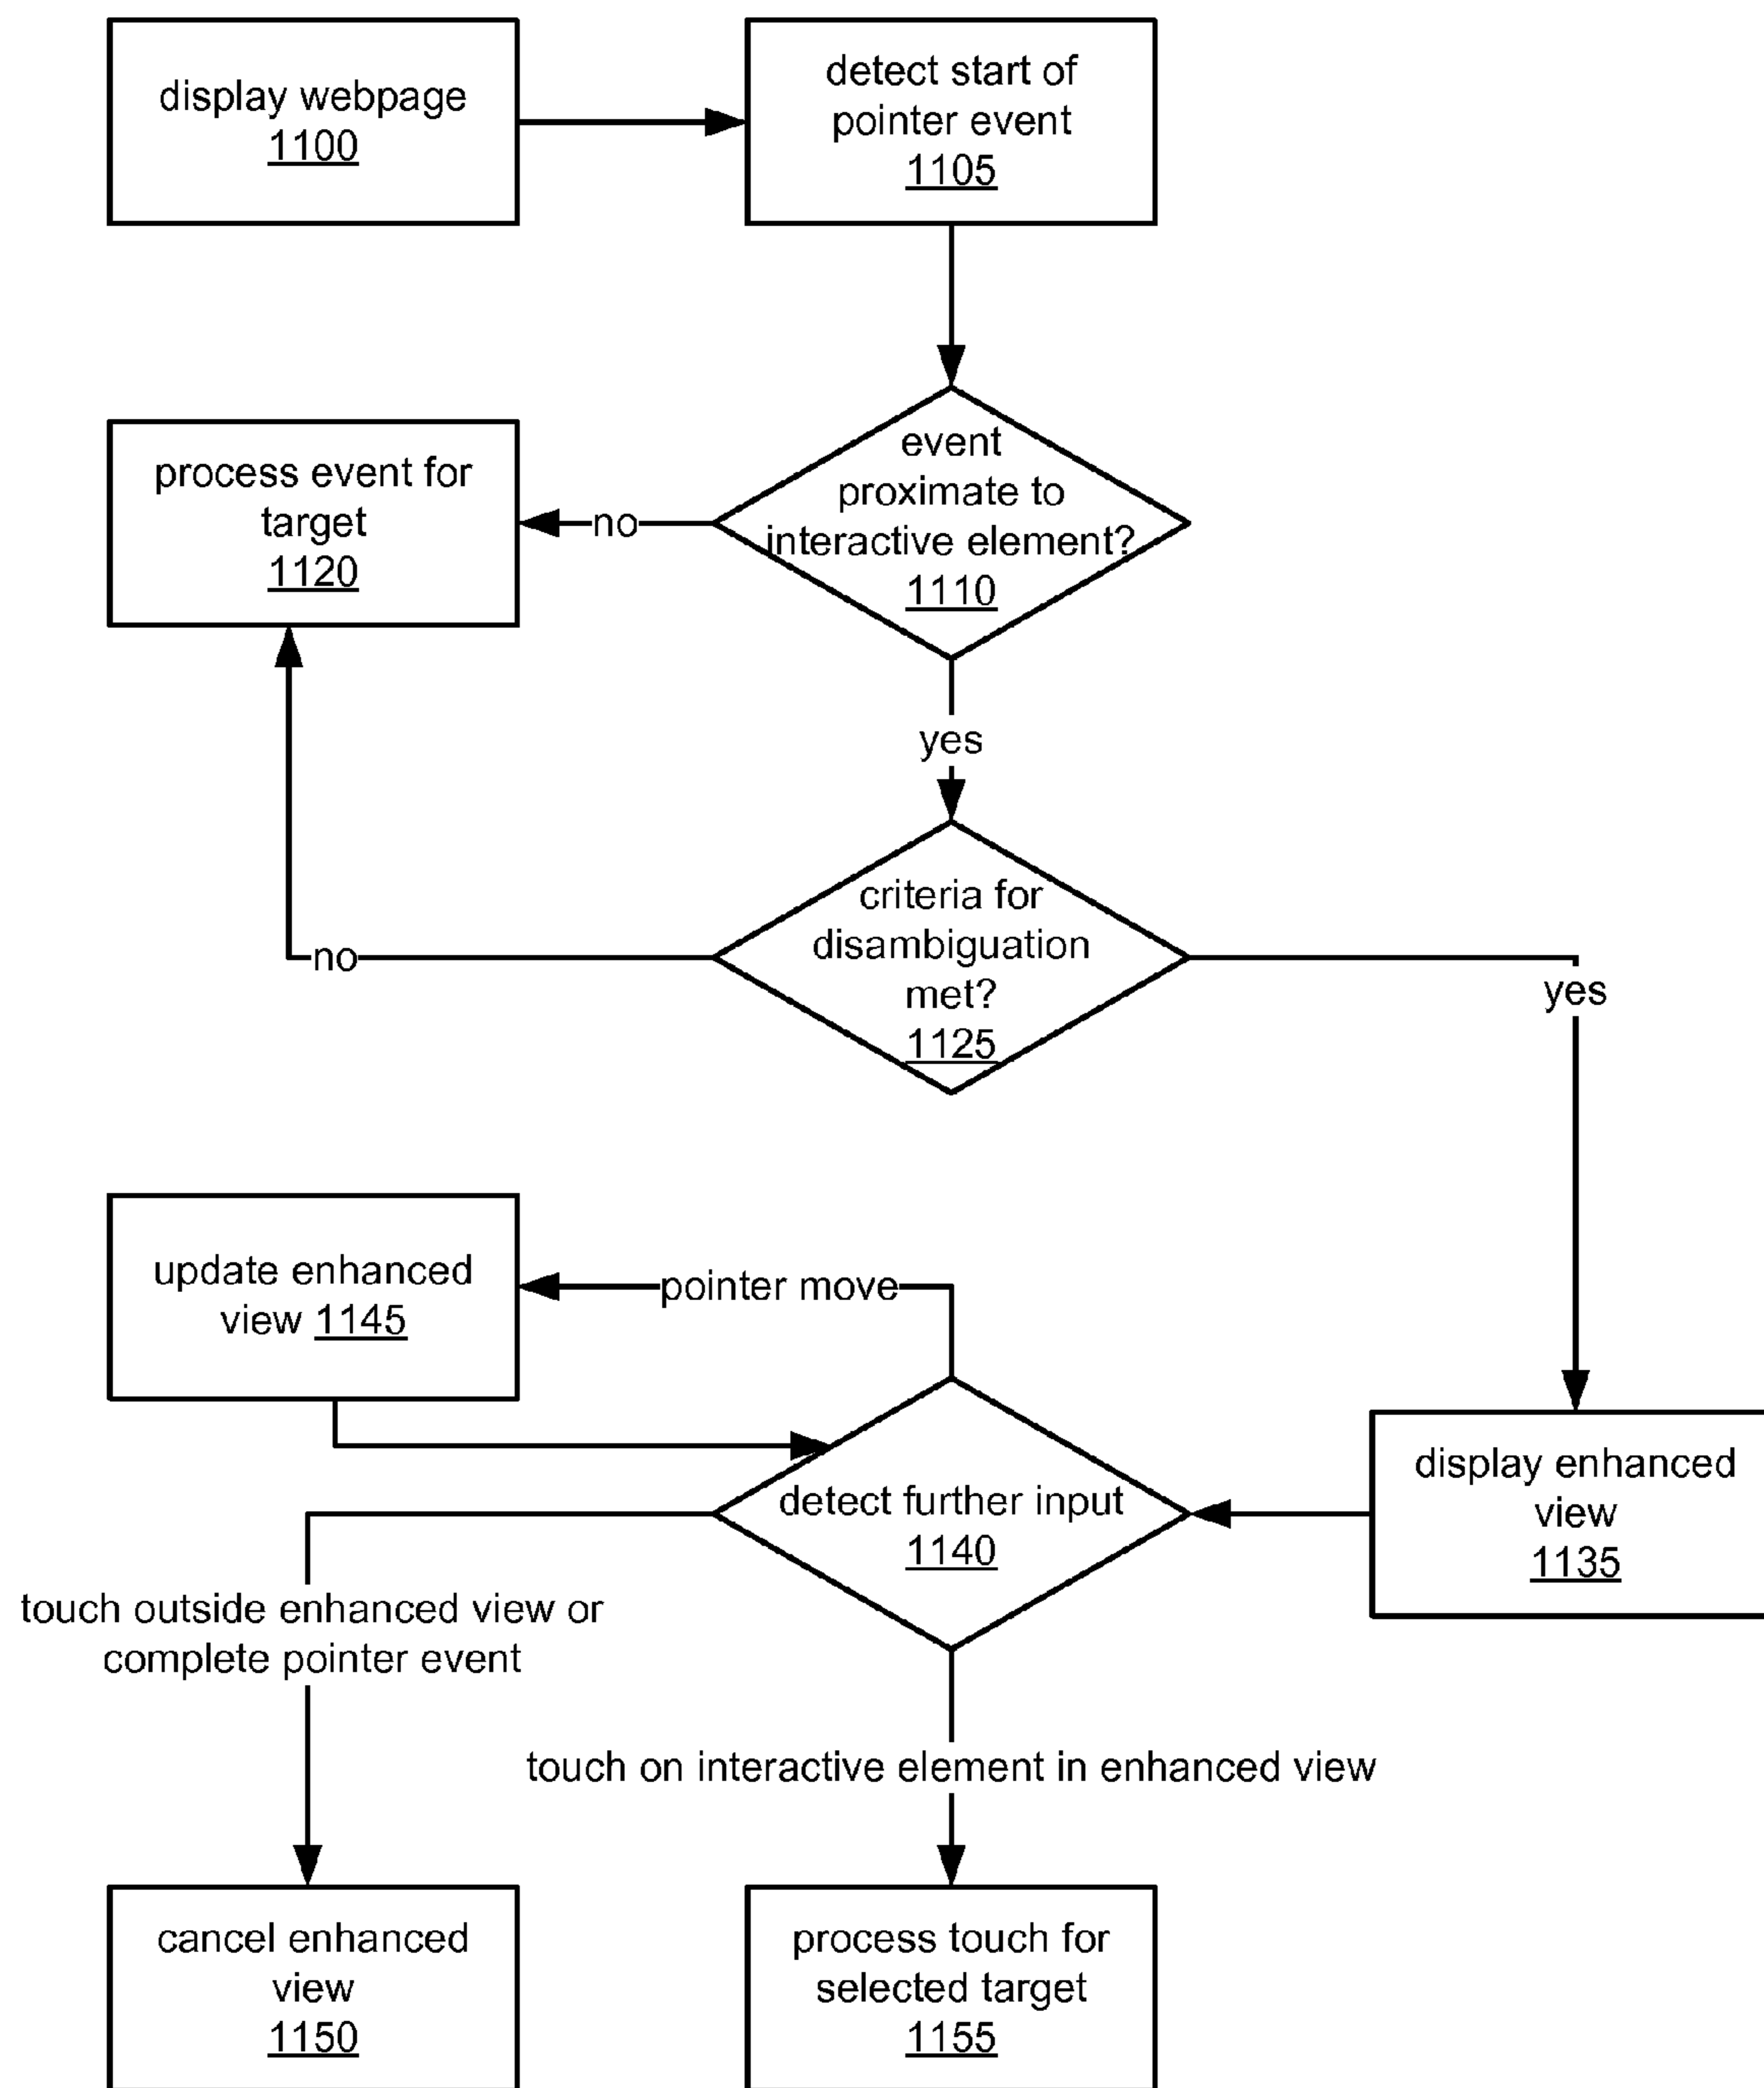 display webpage
1100
detect start of
pointer event
1105
event
proximate to
interactive element?
1110
no
process event for
target
1120
yes
criteria for
disambiguation
met?
1125
no
yes
update enhanced
view 1145
pointer move
detect further input
1140
display enhanced
view
1135
touch outside enhanced view or
complete pointer event
touch on interactive element in enhanced view
cancel enhanced
view
1150
process touch for
selected target
1155